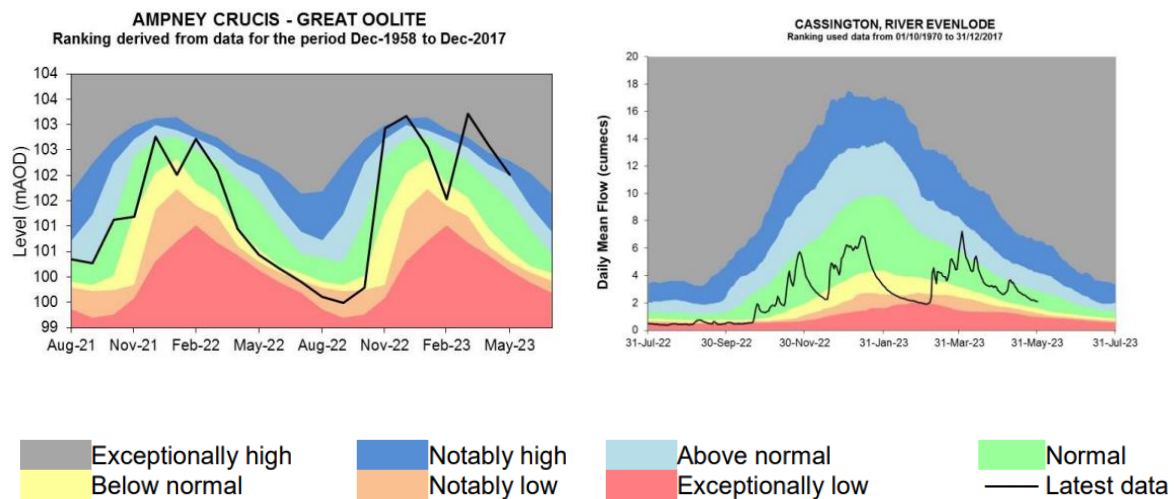 AMPNEY CRUCIS - GREAT OOLITE
Ranking derived from data for the period Dec-1958 to Dec-2017
Level (mAOD)
104
104
103
103
102
102
101
101
100
100
99
Aug-21 Nov-21 Feb-22 May-22 Aug-22 Nov-22 Feb-23 May-23
CASSINGTON, RIVER EVENLODE
Ranking used data from 01/10/1970 to 31/12/2017
Daily Mean Flow (cumecs)
20
18
16
14
12
10
8
6
4
2
0
31-Jul-22 30-Sep-22 30-Nov-22 31-Jan-23 31-Mar-23 31-May-23 31-Jul-23
Exceptionally high Notably high Above normal Normal
Below normal Notably low Exceptionally low Latest data